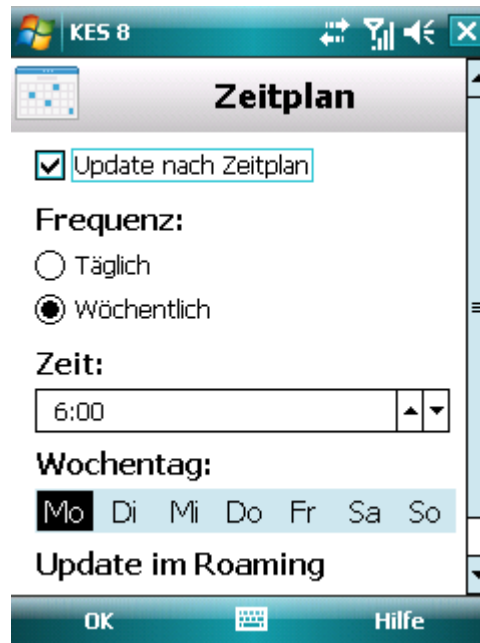 KES 8
Zeitplan
Update nach Zeitplan
Frequenz:
Täglich
Wöchentlich
Zeit:
6:00
Wochentag:
Mo Di Mi Do Fr Sa So
Update im Roaming
OK Hilfe